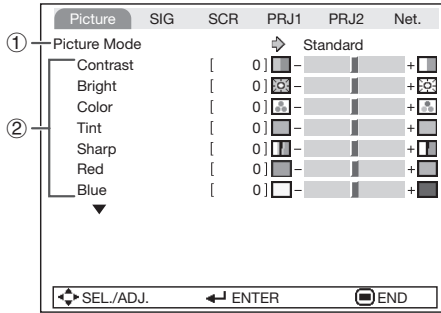 Picture SIG SCR PRJ1 PRJ2 Net.
① Picture Mode Standard
② Contrast [ 0 ] – +
Bright [ 0 ] – +
Color [ 0 ] – +
Tint [ 0 ] – +
Sharp [ 0 ] – +
Red [ 0 ] – +
Blue [ 0 ] – +
SEL./ADJ. ENTER END